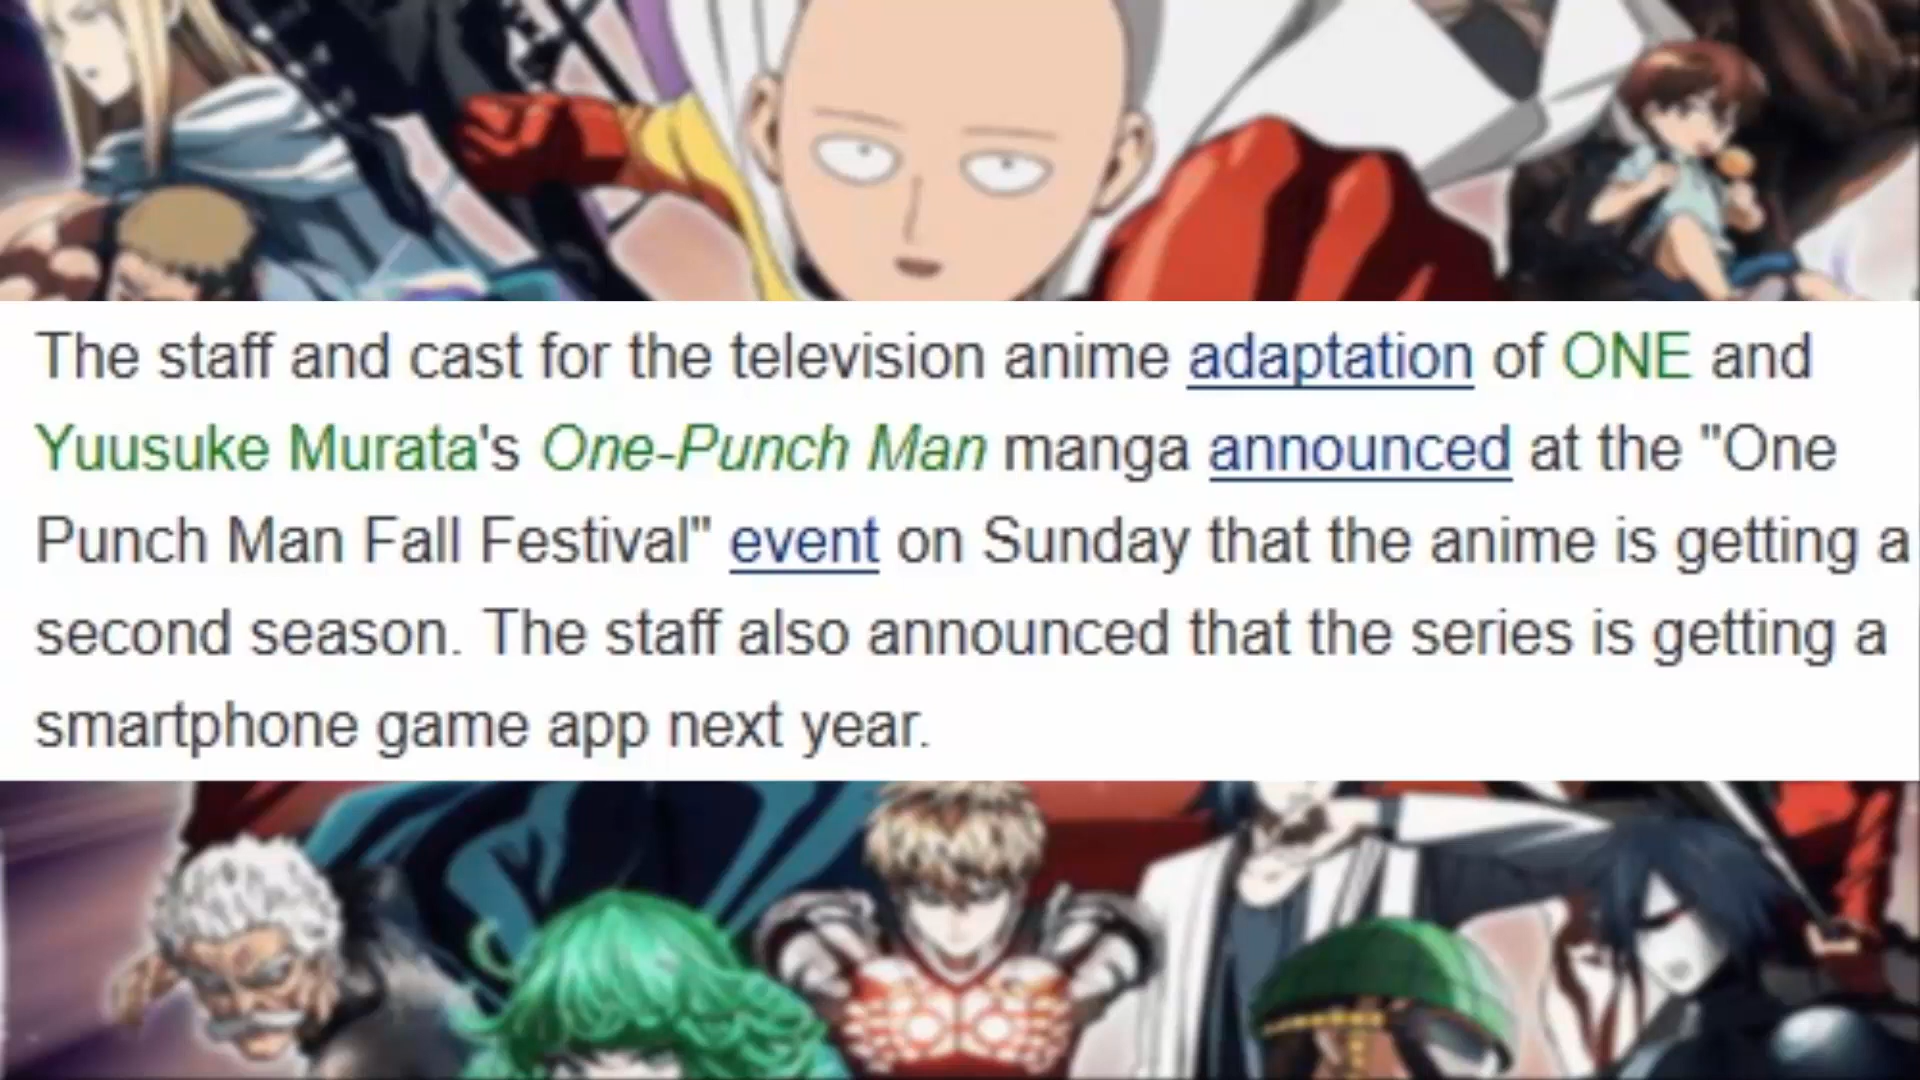 The staff and cast for the television anime adaptation of ONE and
Yuusuke Murata's One-Punch Man manga announced at the "One
Punch Man Fall Festival" event on Sunday that the anime is getting a
second season. The staff also announced that the series is getting a
smartphone game app next year.